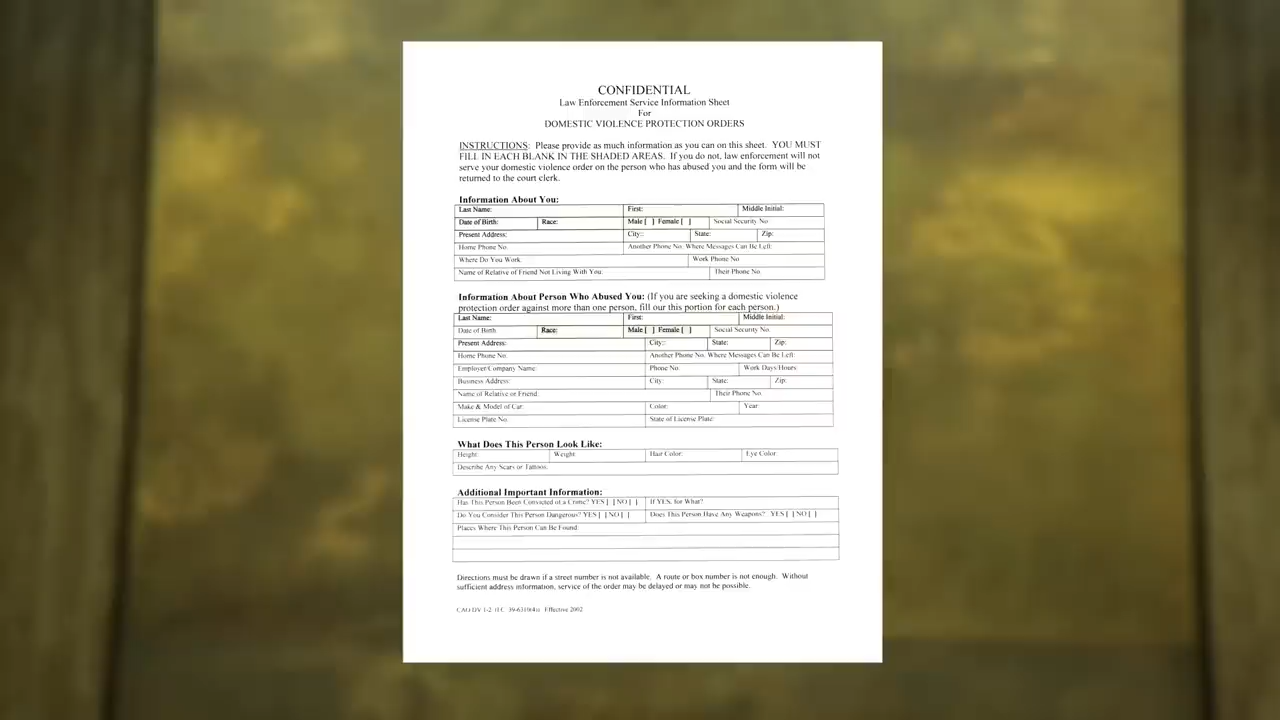 CONFIDENTIAL
Law Enforcement Service Information Sheet
For
DOMESTIC VIOLENCE PROTECTION ORDERS
INSTRUCTIONS: Please provide as much information as you can on this sheet. YOU MUST
FILL IN EACH BLANK IN THE SHADED AREAS. If you do not, law enforcement will not
serve your domestic violence order on the person who has abused you and the form will be
returned to the court clerk.
Information About You:
Last Name: First: Middle Initial:
Date of Birth: Race: Male [ ] Female [ ] Social Security No.
Present Address: City:: State: Zip:
Home Phone No. Another Phone No. Where Messages Can Be Left:
Where Do You Work: Work Phone No.
Name of Relative of Friend Not Living With You: Their Phone No.
Information About Person Who Abused You: (If you are seeking a domestic violence
protection order against more than one person, fill our this portion for each person.)
Last Name: First: Middle Initial:
Date of Birth Race: Male [ ] Female [ ] Social Security No.
Present Address: City:: State: Zip:
Home Phone No. Another Phone No. Where Messages Can Be Left:
Employer/Company Name: Phone No. Work Days/Hours:
Business Address: City: State: Zip:
Name of Relative or Friend: Their Phone No.
Make & Model of Car: Color: Year:
License Plate No. State of License Plate:
What Does This Person Look Like:
Height: Weight: Hair Color: Eye Color:
Describe Any Scars or Tattoos:
Additional Important Information:
Has This Person Been Convicted of a Crime? YES [ ] NO [ ] If YES, for What?
Do You Consider This Person Dangerous? YES [ ] NO [ ] Does This Person Have Any Weapons? YES [ ] NO [ ]
Places Where This Person Can Be Found:
Directions must be drawn if a street number is not available. A route or box number is not enough. Without
sufficient address information, service of the order may be delayed or may not be possible.
CAO DV 1-2 Effective 2002